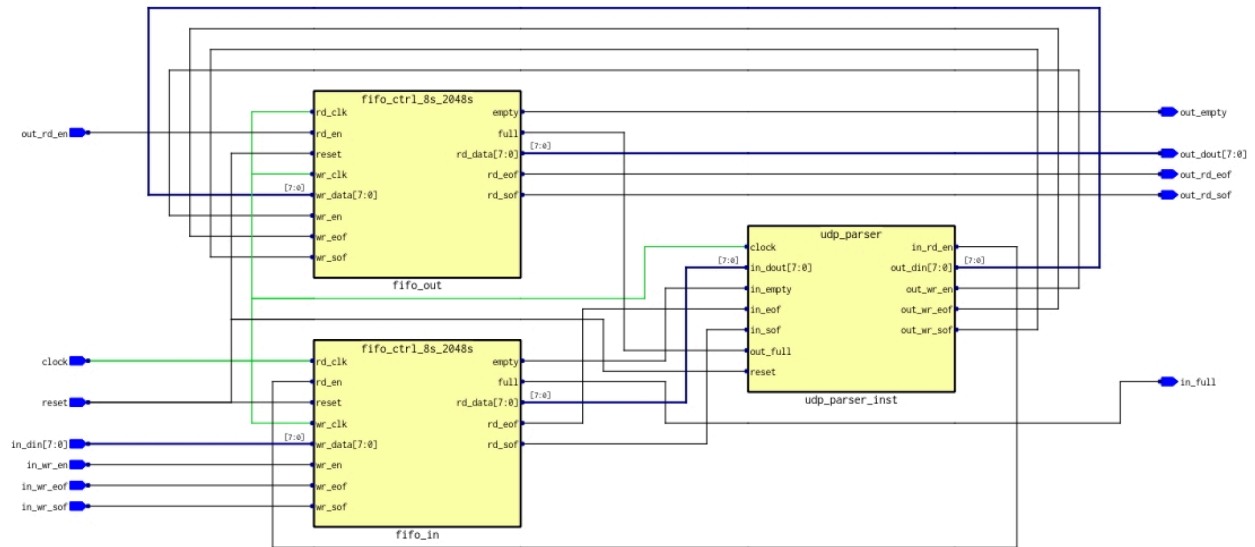 fifo_ctrl_8s_2048s
rd_clk
empty
out_empty
out_rd_en
rd_en
full
reset
rd_data[7:0]
[7:0]
out_dout[7:0]
wr_clk
rd_eof
out_rd_eof
[7:0]
wr_data[7:0]
rd_sof
out_rd_sof
wr_en
wr_eof
wr_sof
fifo_out
udp_parser
clock
in_rd_en
[7:0]
in_dout[7:0]
out_din[7:0]
[7:0]
in_empty
out_wr_en
in_eof
out_wr_eof
in_sof
out_wr_sof
out_full
reset
udp_parser_inst
fifo_ctrl_8s_2048s
clock
rd_clk
empty
rd_en
full
in_full
reset
reset
rd_data[7:0]
[7:0]
wr_clk
rd_eof
in_din[7:0]
[7:0]
wr_data[7:0]
rd_sof
in_wr_en
wr_en
in_wr_eof
wr_eof
in_wr_sof
wr_sof
fifo_in